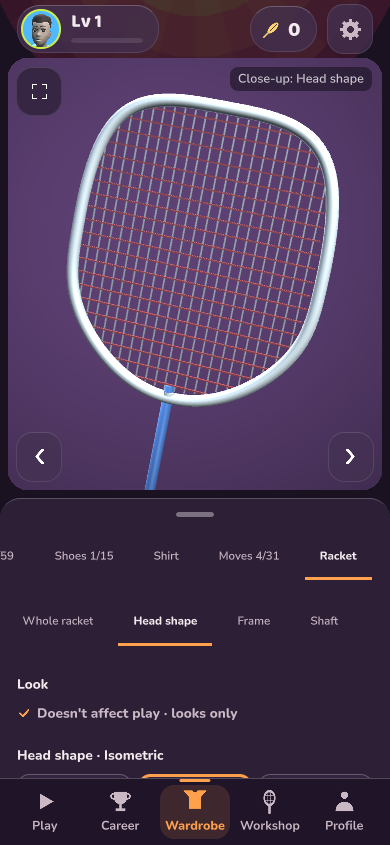 Lv 1
0
Close-up: Head shape
59
Shoes 1/15
Shirt
Moves 4/31
Racket
Whole racket
Head shape
Frame
Shaft
Look
Doesn't affect play · looks only
Head shape · Isometric
Play
Career
Wardrobe
Workshop
Profile